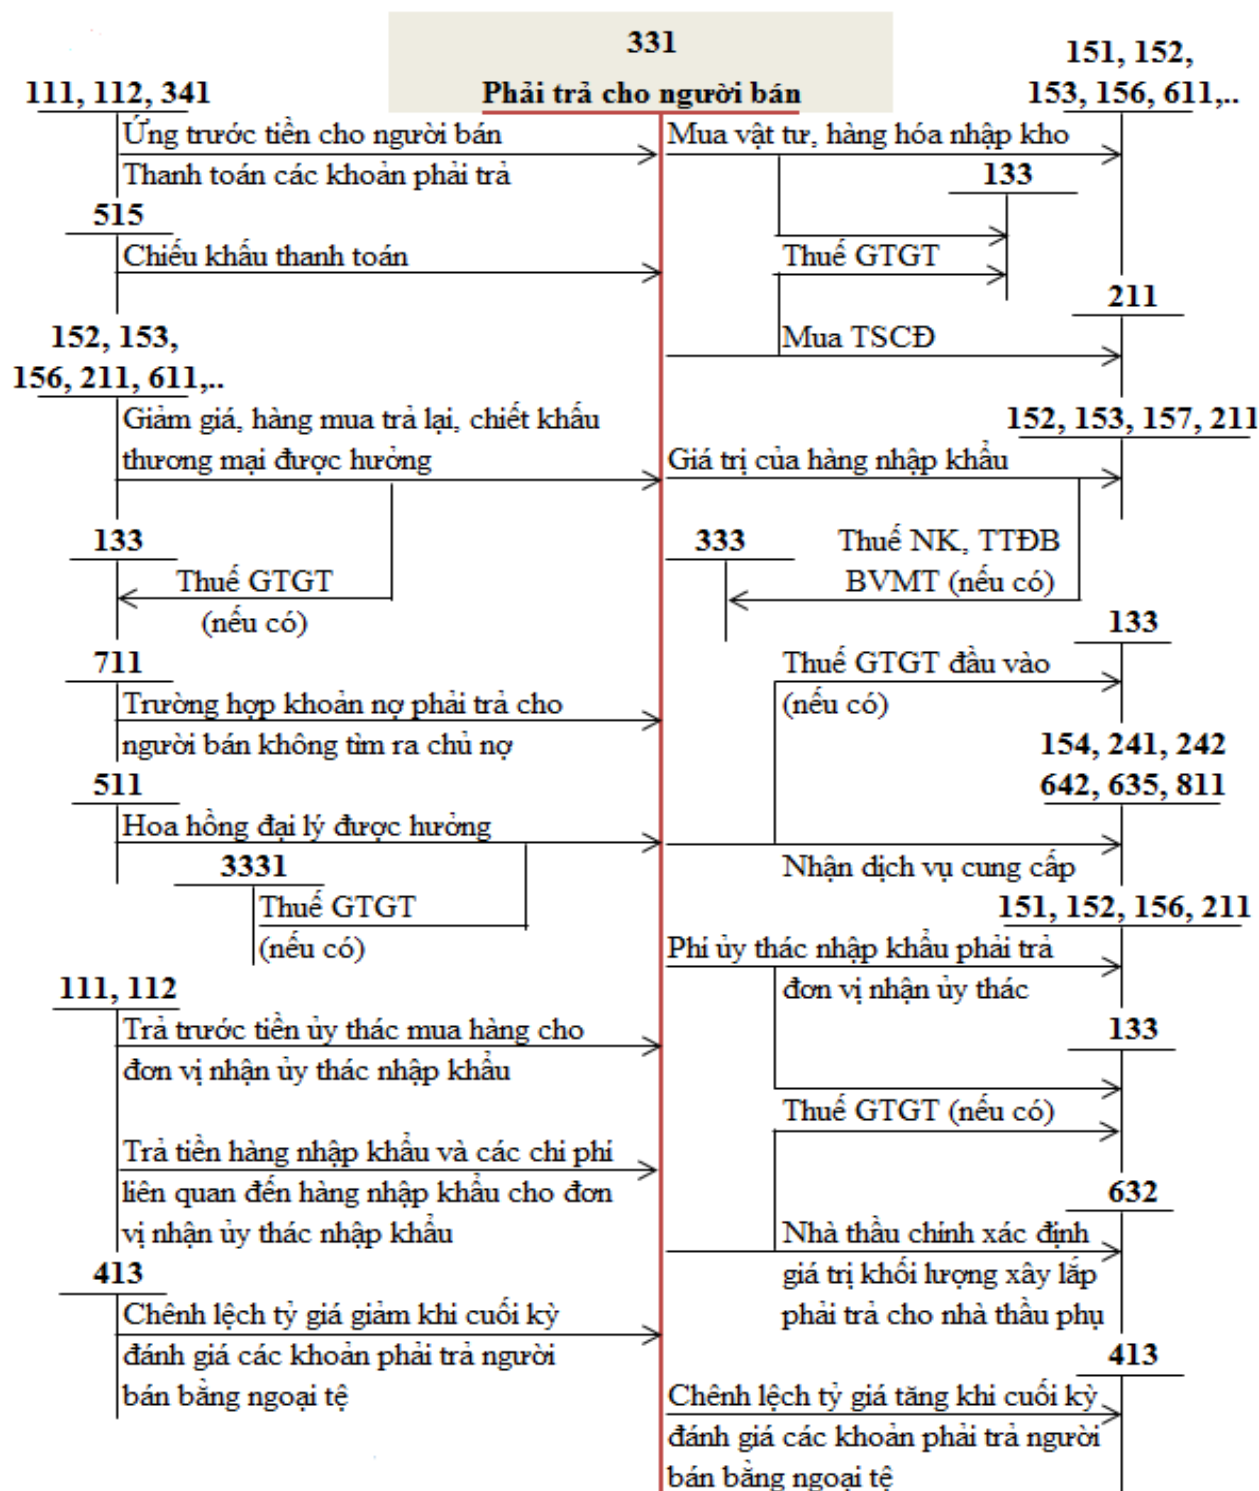 331
Phải trả cho người bán
111, 112, 341
Ứng trước tiền cho người bán
Thanh toán các khoản phải trả
515
Chiếu khấu thanh toán
152, 153,
156, 211, 611,..
Giảm giá, hàng mua trả lại, chiết khấu
thương mại được hưởng
133
Thuế GTGT
(nếu có)
711
Trường hợp khoản nợ phải trả cho
người bán không tìm ra chủ nợ
511
Hoa hồng đại lý được hưởng
3331
Thuế GTGT
(nếu có)
111, 112
Trả trước tiền ủy thác mua hàng cho
đơn vị nhận ủy thác nhập khẩu
Trả tiền hàng nhập khẩu và các chi phí
liên quan đến hàng nhập khẩu cho đơn
vị nhận ủy thác nhập khẩu
413
Chênh lệch tỷ giá giảm khi cuối kỳ
đánh giá các khoản phải trả người
bán bằng ngoại tệ
151, 152,
153, 156, 611,..
Mua vật tư, hàng hóa nhập kho
133
Thuế GTGT
211
Mua TSCĐ
152, 153, 157, 211
Giá trị của hàng nhập khẩu
333
Thuế NK, TTĐB
BVMT (nếu có)
133
Thuế GTGT đầu vào
(nếu có)
154, 241, 242
642, 635, 811
Nhận dịch vụ cung cấp
151, 152, 156, 211
Phí ủy thác nhập khẩu phải trả
đơn vị nhận ủy thác
133
Thuế GTGT (nếu có)
632
Nhà thầu chính xác định
giá trị khối lượng xây lắp
phải trả cho nhà thầu phụ
413
Chênh lệch tỷ giá tăng khi cuối kỳ
đánh giá các khoản phải trả người
bán bằng ngoại tệ